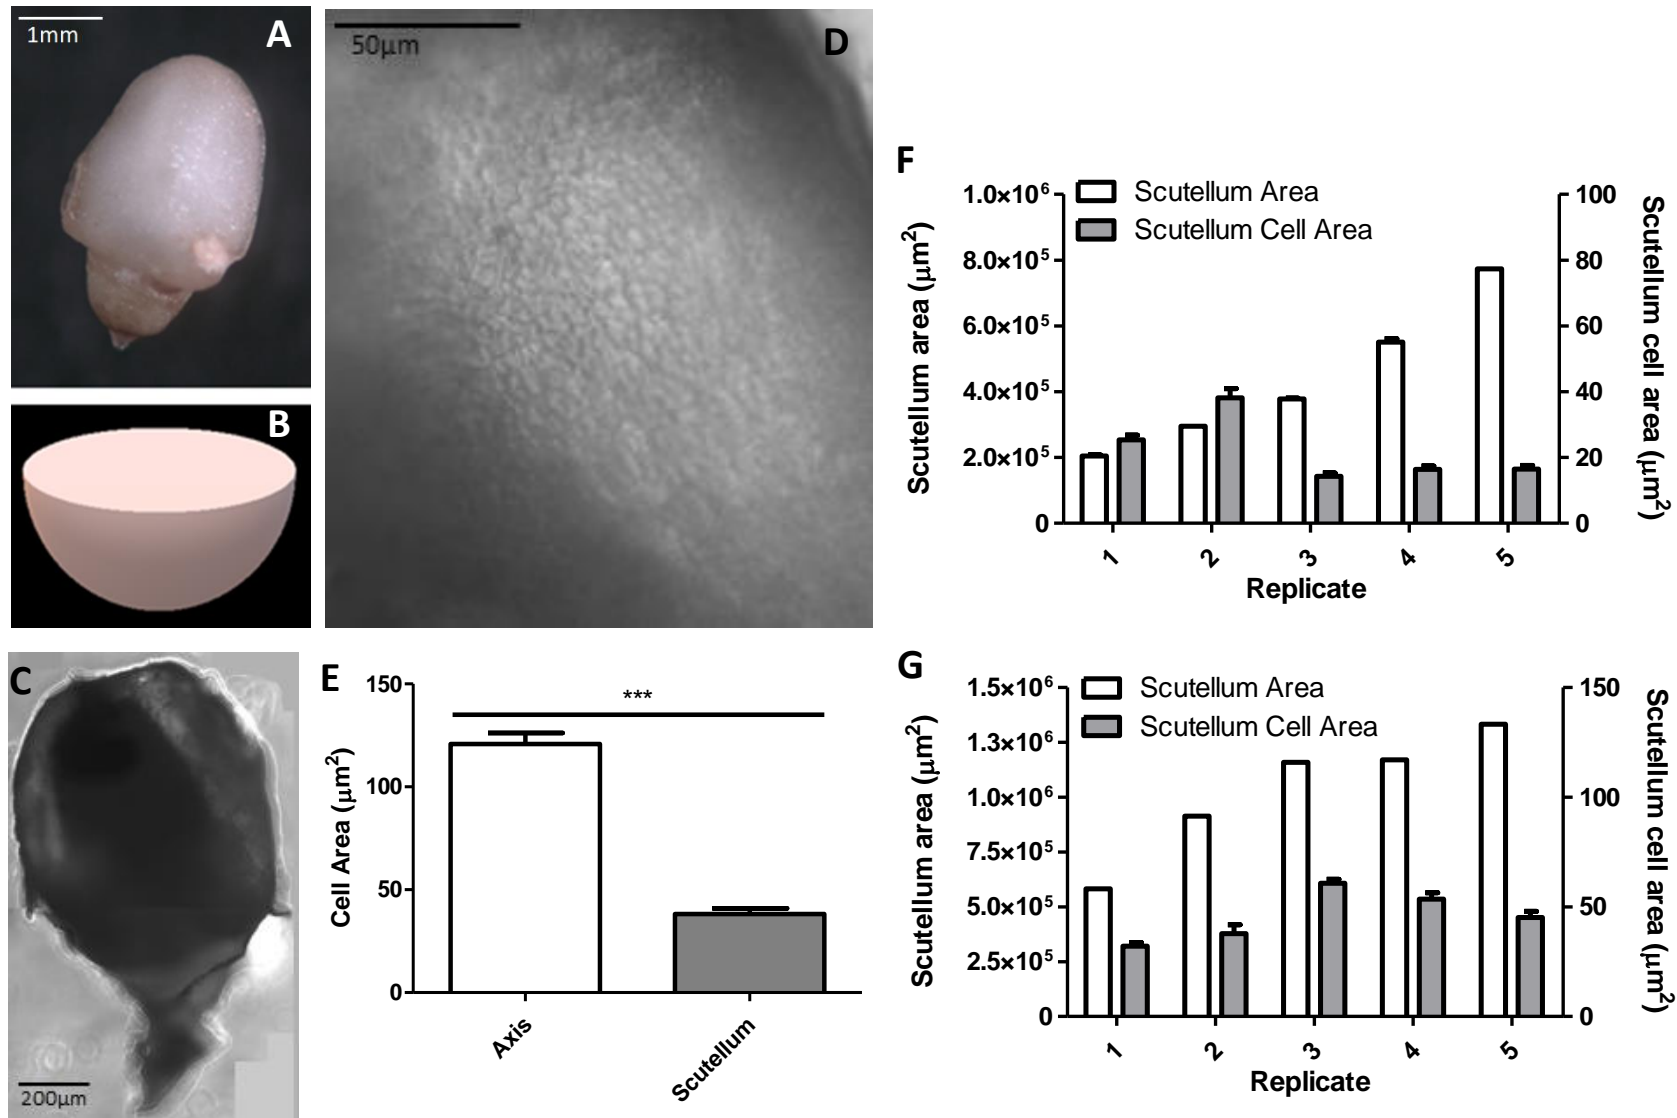 A
1mm
B
C
200µm
D
50µm
E
Cell Area (µm²)
150
100
50
0
***
Axis
Scutellum
F
Scutellum Area
Scutellum Cell Area
Scutellum area (µm²)
1.0×10⁶
8.0×10⁵
6.0×10⁵
4.0×10⁵
2.0×10⁵
0
100
80
60
40
20
0
Scutellum cell area (µm²)
1
2
3
4
5
Replicate
G
Scutellum Area
Scutellum Cell Area
Scutellum area (µm²)
1.5×10⁶
1.3×10⁶
1.0×10⁶
7.5×10⁵
5.0×10⁵
2.5×10⁵
0
150
100
50
0
Scutellum cell area (µm²)
1
2
3
4
5
Replicate